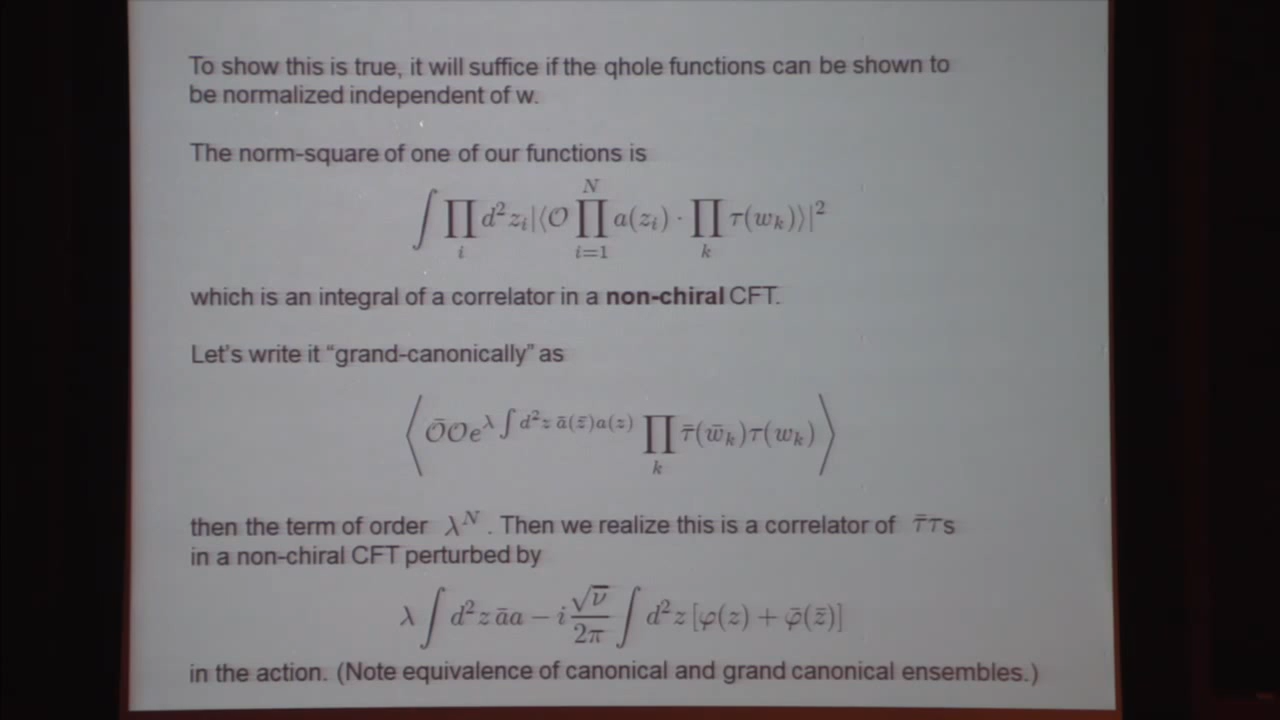 To show this is true, it will suffice if the qhole functions can be shown to
be normalized independent of w.
The norm-square of one of our functions is
∫ ∏_i d²z_i |⟨𝒪 ∏_{i=1}^{N} a(z_i) · ∏_k τ(w_k)⟩|²
which is an integral of a correlator in a non-chiral CFT.
Let's write it “grand-canonically” as
⟨ 𝒪̄𝒪e^{λ ∫ d²z ā(z̄)a(z)} ∏_k τ̄(w̄_k)τ(w_k) ⟩
then the term of order λ^N. Then we realize this is a correlator of τ̄τs
in a non-chiral CFT perturbed by
λ ∫ d²z āa − i √ν/2π ∫ d²z [φ(z) + φ̄(z̄)]
in the action. (Note equivalence of canonical and grand canonical ensembles.)